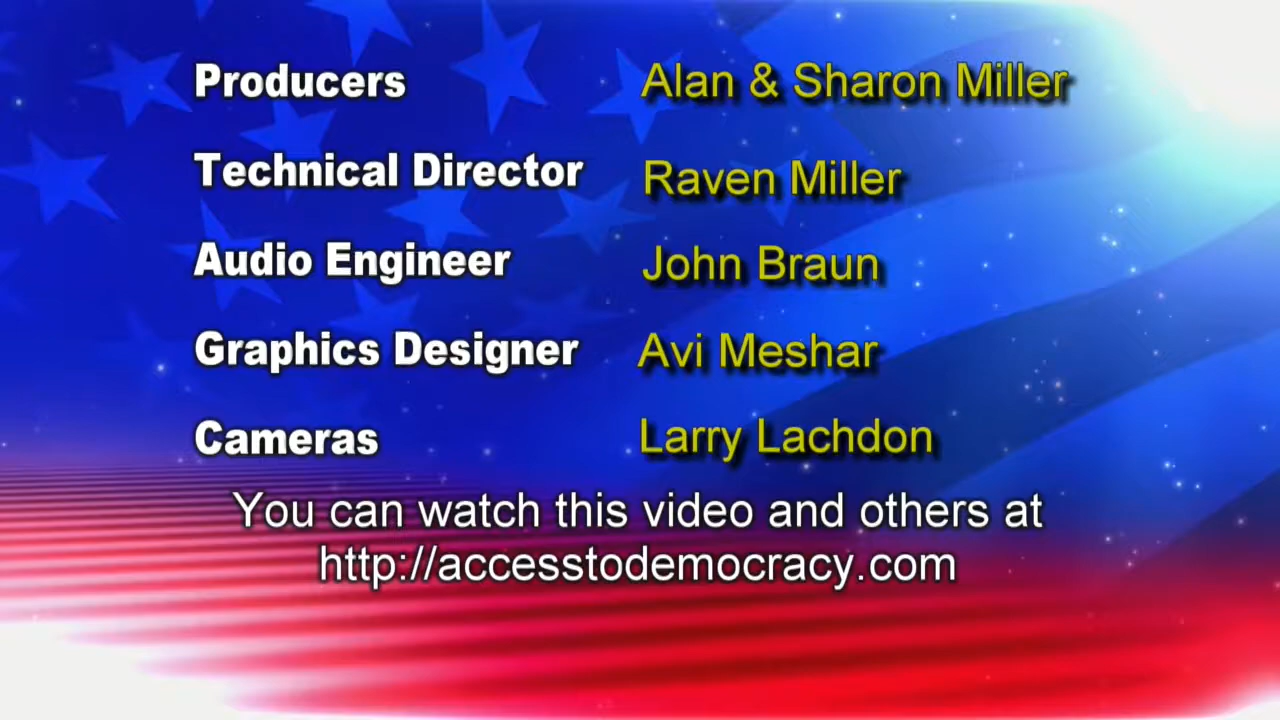 Producers Alan & Sharon Miller
Technical Director Raven Miller
Audio Engineer John Braun
Graphics Designer Avi Meshar
Cameras Larry Lachdon
You can watch this video and others at
http://accesstodemocracy.com